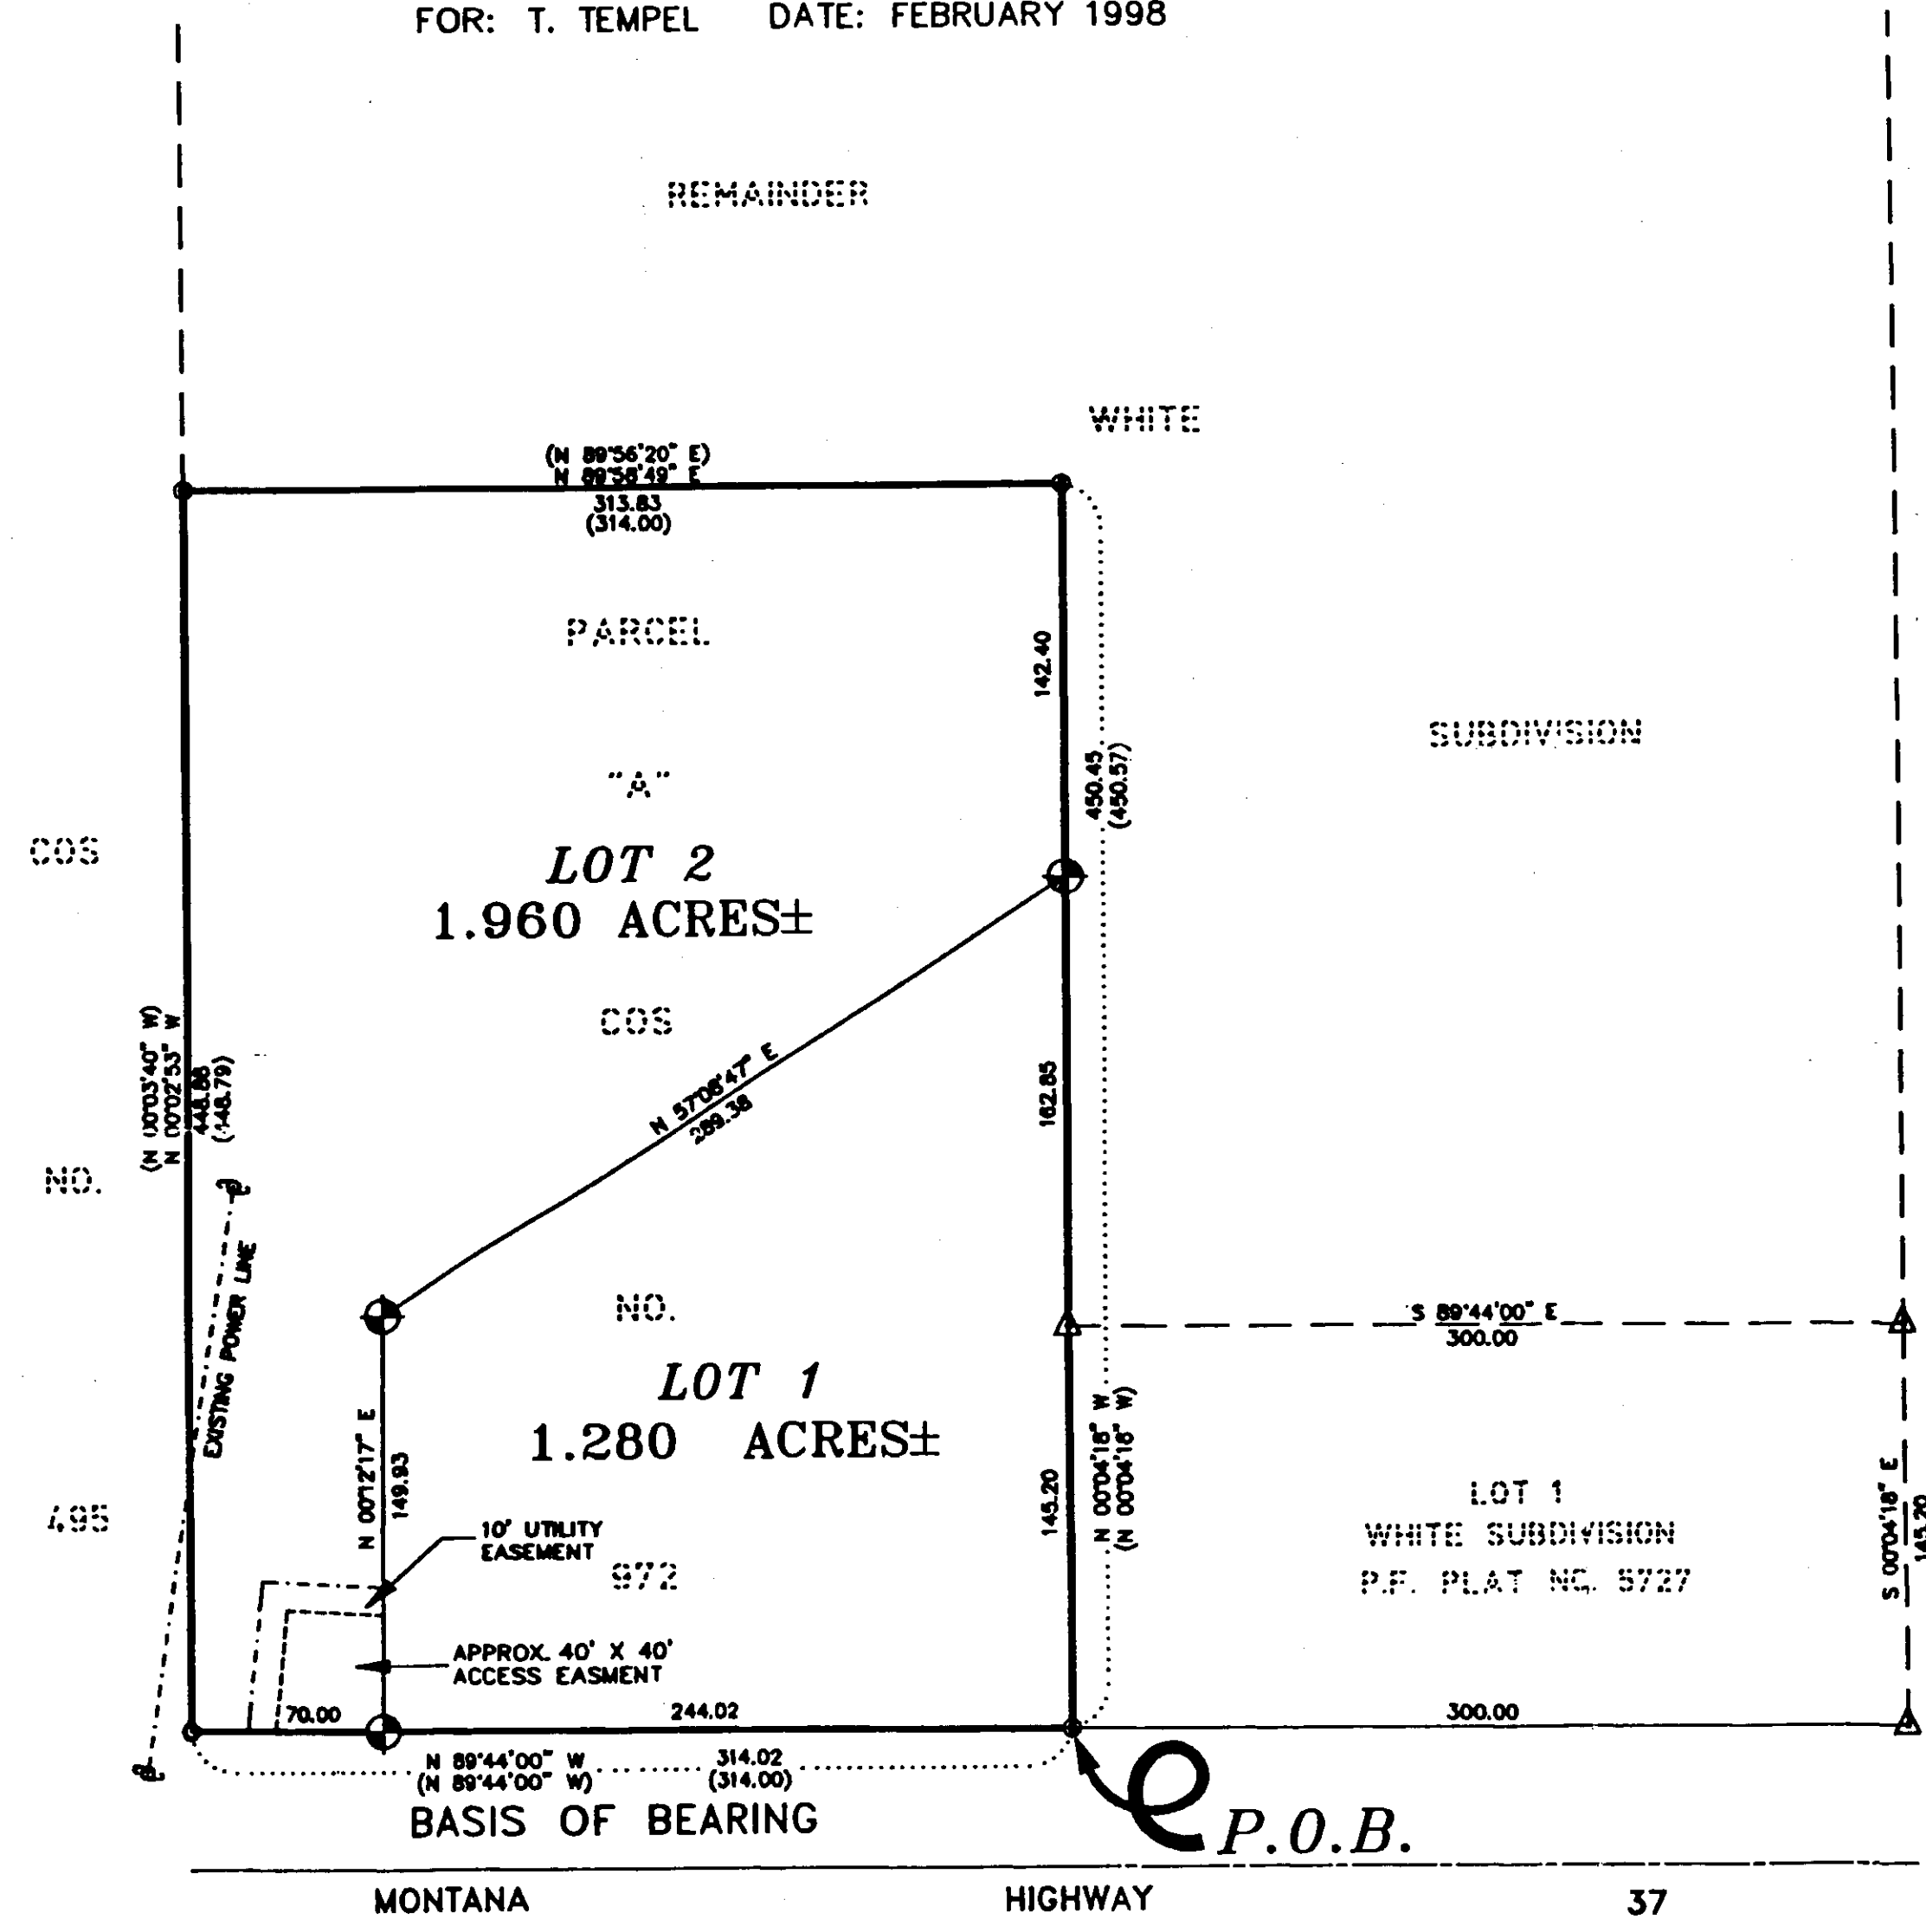 FOR: T. TEMPEL DATE: FEBRUARY 1998
REMAINDER
WHITE
(N 89°56'20" E)
N 89°58'49" E
313.83
(314.00)
PARCEL
142.40
450.45
(450.57)
SUBDIVISION
"A"
COS
LOT 2
1.960 ACRES±
COS
(N 00°03'40" W)
N 00°02'53" W
448.88
(448.79)
N 57°08'47" E
289.38
162.85
NO.
EXISTING POWER LINE
NO.
S 89°44'00" E
300.00
LOT 1
1.280 ACRES±
N 00°12'17" E
149.93
145.20
N 00°04'18" W
(N 00°04'18" W)
495
10' UTILITY
EASEMENT
972
LOT 1
WHITE SUBDIVISION
P.F. PLAT NO. 5727
S 00°04'18" E
145.20
APPROX. 40' X 40'
ACCESS EASMENT
70.00
244.02
300.00
N 89°44'00" W 314.02
(N 89°44'00" W) (314.00)
BASIS OF BEARING
P.O.B.
MONTANA HIGHWAY 37